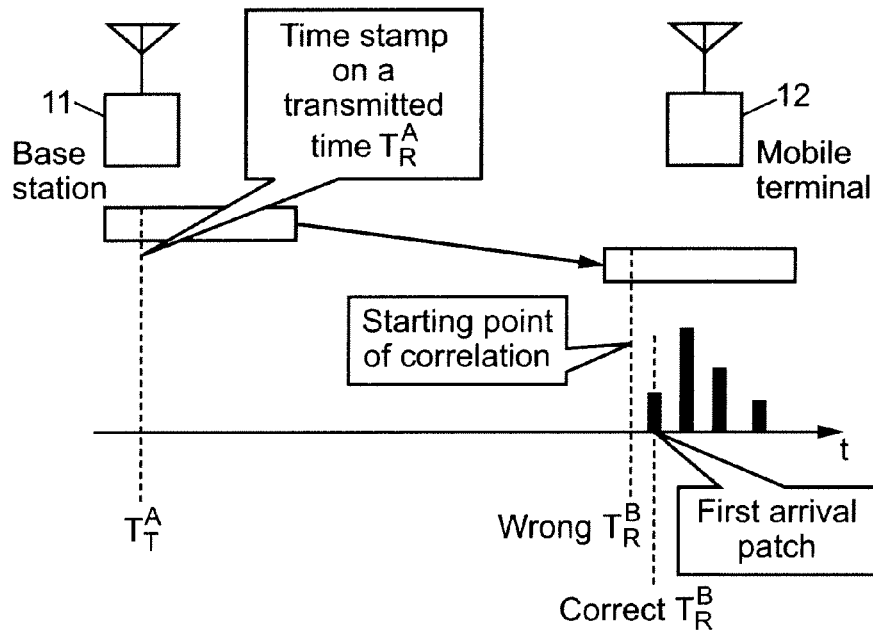 11
Base
station
Time stamp
on a
transmitted
time T_R^A
12
Mobile
terminal
Starting point
of correlation
t
T_T^A
Wrong T_R^B
First arrival
patch
Correct T_R^B